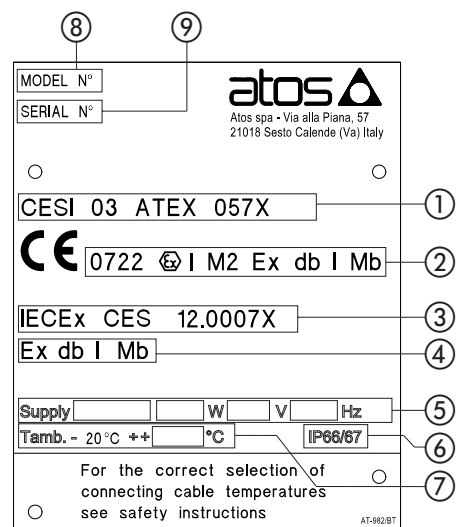 ⑧ ⑨
MODEL N°
SERIAL N°
atos
Atos spa - Via alla Piana, 57
21018 Sesto Calende (Va) Italy
CESI 03 ATEX 057X ①
CE 0722 Ex I M2 Ex db I Mb ②
IECEx CES 12.0007X ③
Ex db I Mb ④
Supply W V Hz ⑤
Tamb. - 20°C ++ °C IP66/67 ⑥
⑦
For the correct selection of
connecting cable temperatures
see safety instructions
AT-982/BT